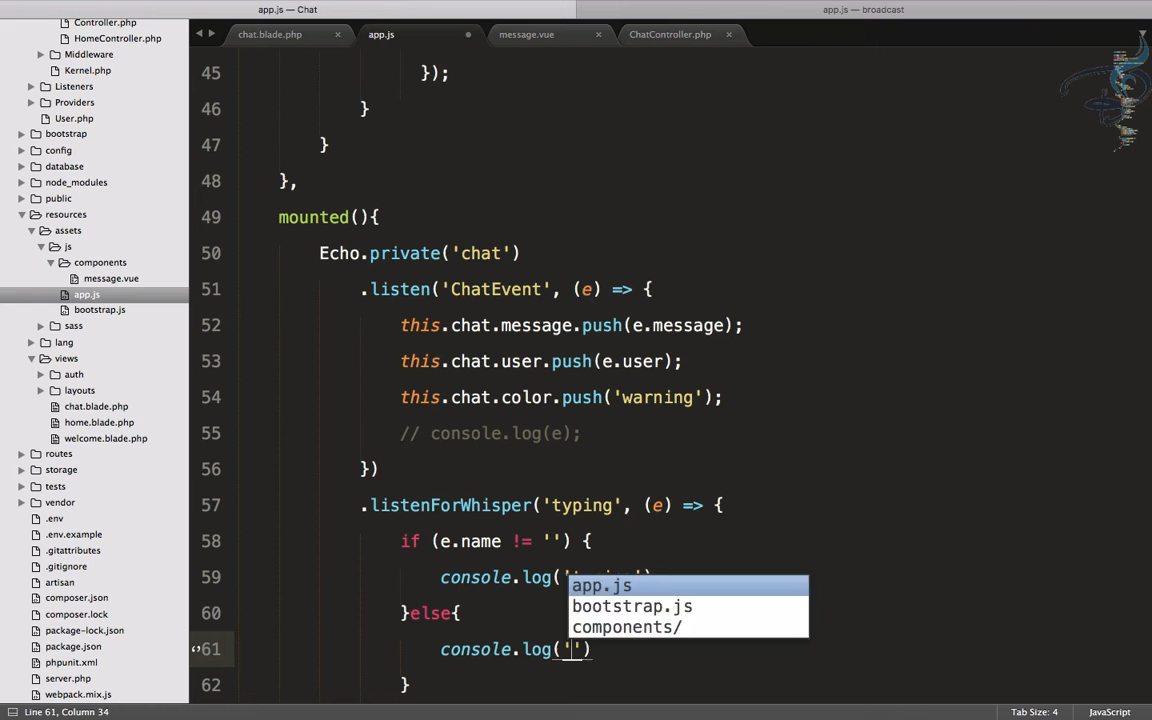 app.js — Chat
app.js — broadcast
chat.blade.php
app.js
message.vue
ChatController.php
Controller.php
HomeController.php
Middleware
Kernel.php
Listeners
Providers
User.php
bootstrap
config
database
node_modules
public
resources
assets
js
components
message.vue
app.js
bootstrap.js
sass
lang
views
auth
layouts
chat.blade.php
home.blade.php
welcome.blade.php
routes
storage
tests
vendor
.env
.env.example
.gitattributes
.gitignore
artisan
composer.json
composer.lock
package-lock.json
package.json
phpunit.xml
server.php
webpack.mix.js
45 });
46 }
47 }
48 },
49 mounted(){
50 Echo.private('chat')
51 .listen('ChatEvent', (e) => {
52 this.chat.message.push(e.message);
53 this.chat.user.push(e.user);
54 this.chat.color.push('warning');
55 // console.log(e);
56 })
57 .listenForWhisper('typing', (e) => {
58 if (e.name != '') {
59 console.log(
60 }else{
61 console.log('')
62 }
app.js
bootstrap.js
components/
Line 61, Column 34
Tab Size: 4
JavaScript